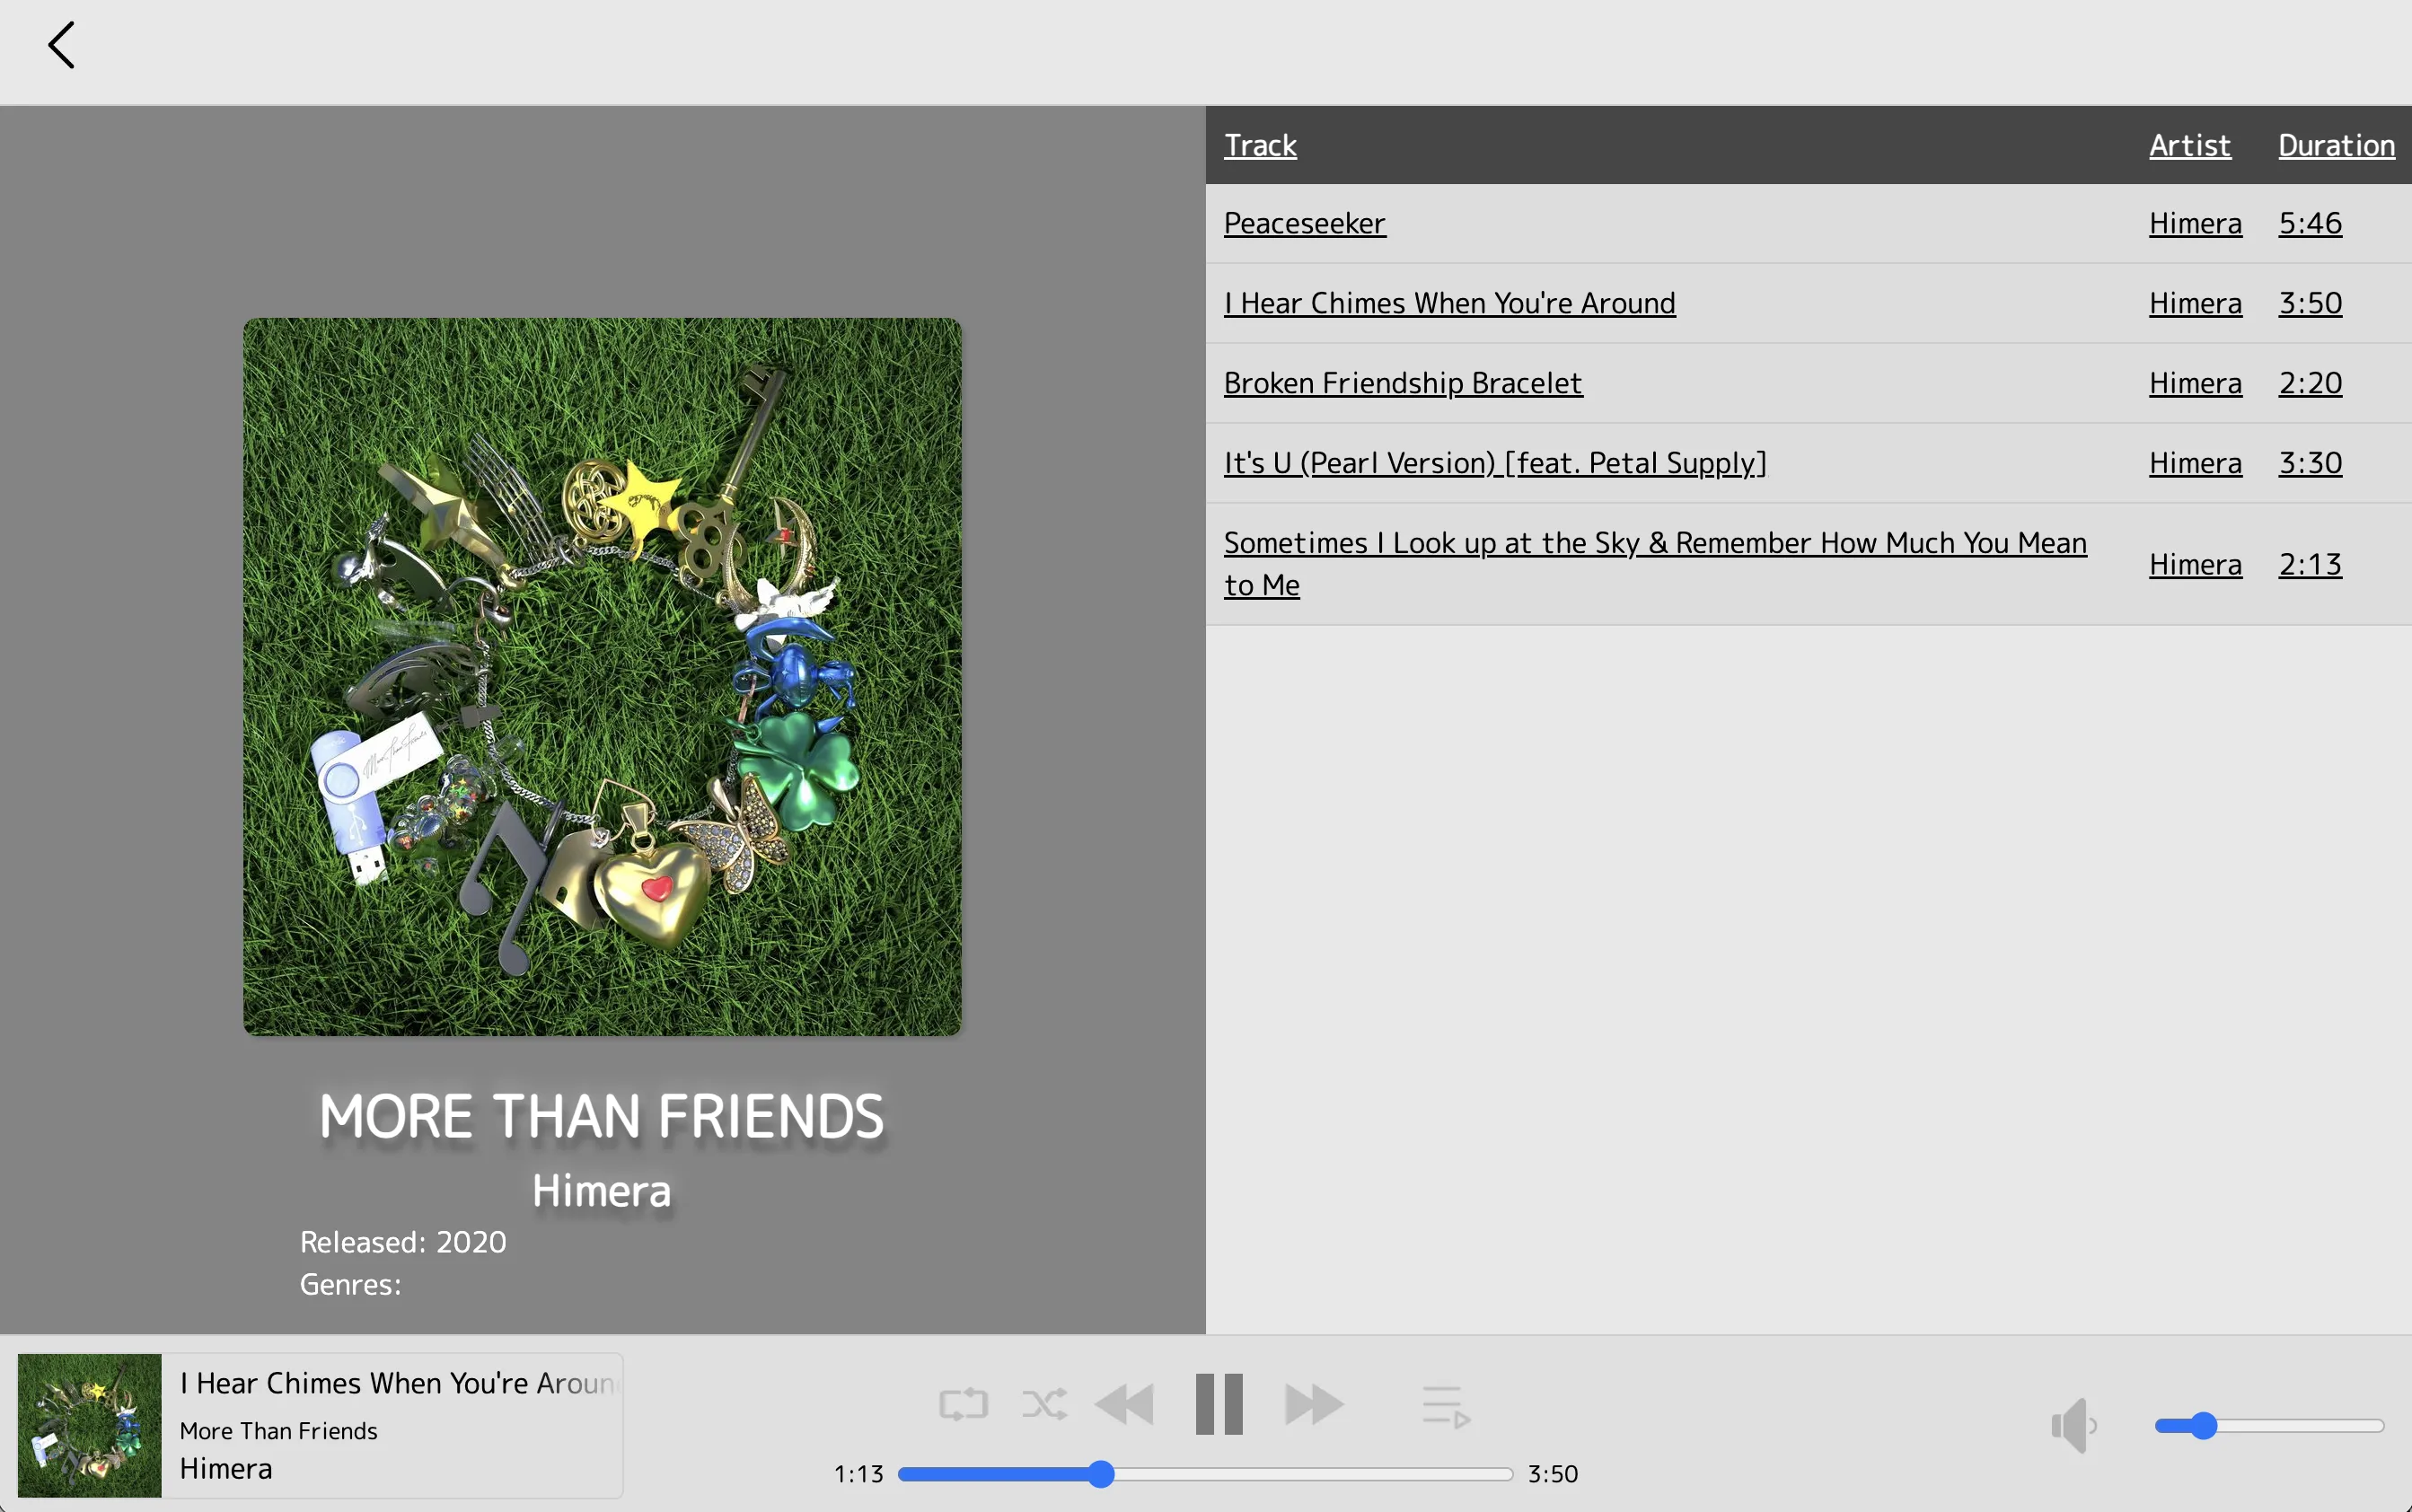 Track Artist Duration
Peaceseeker Himera 5:46
I Hear Chimes When You're Around Himera 3:50
Broken Friendship Bracelet Himera 2:20
It's U (Pearl Version) [feat. Petal Supply] Himera 3:30
Sometimes I Look up at the Sky & Remember How Much You Mean
to Me Himera 2:13
More Than Friends
MORE THAN FRIENDS
Himera
Released: 2020
Genres:
I Hear Chimes When You're Aroun
More Than Friends
Himera
1:13 3:50